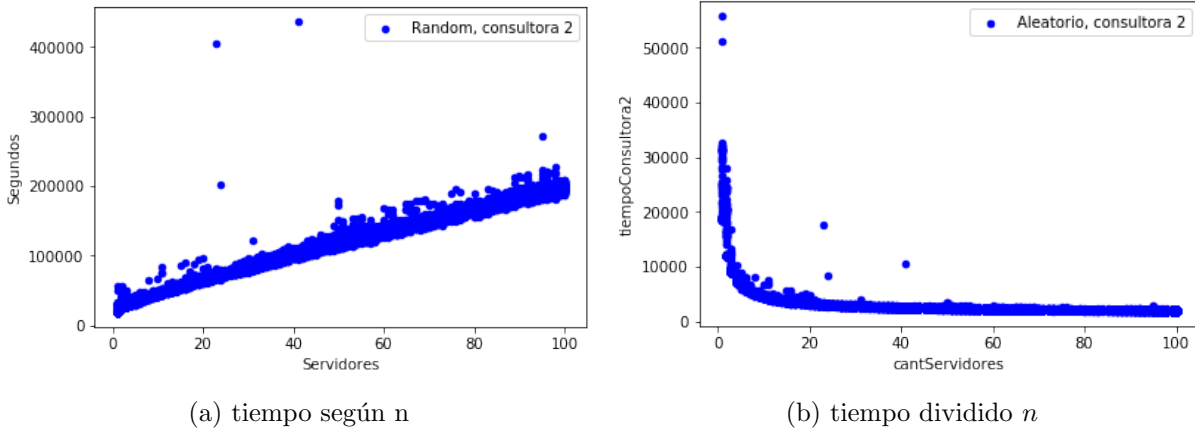 Random, consultora 2
Segundos
400000
300000
200000
100000
0
0 20 40 60 80 100
Servidores
(a) tiempo según n
Aleatorio, consultora 2
tiempoConsultora2
50000
40000
30000
20000
10000
0
0 20 40 60 80 100
cantServidores
(b) tiempo dividido n